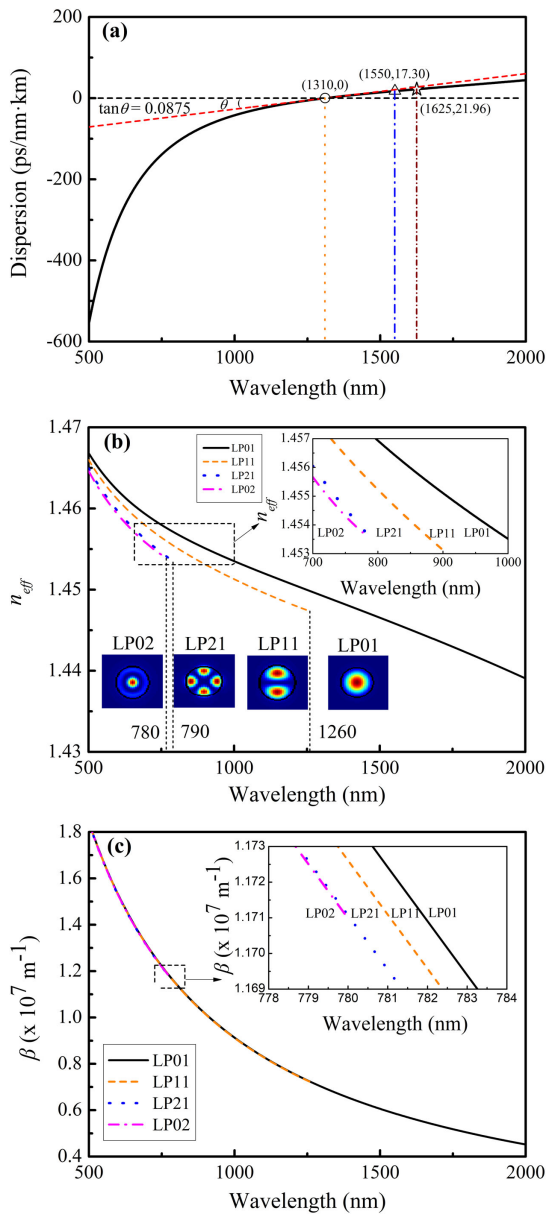 (a)
200
0
-200
-400
-600
Dispersion (ps/nm·km)
(1310,0)
(1550,17.30)
(1625,21.96)
tanθ = 0.0875
θ
500
1000
1500
2000
Wavelength (nm)
(b)
1.47
1.46
1.45
1.44
1.43
neff
LP01
LP11
LP21
LP02
1.457
1.456
1.455
1.454
1.453
neff
LP02
LP21
LP11
LP01
700
800
900
1000
Wavelength (nm)
LP02
LP21
LP11
LP01
780
790
1260
500
1000
1500
2000
Wavelength (nm)
(c)
1.8
1.6
1.4
1.2
1.0
0.8
0.6
0.4
β (x 10⁷ m⁻¹)
1.173
1.172
1.171
1.170
1.169
β (x 10⁷ m⁻¹)
LP02
LP21
LP11
LP01
778
779
780
781
782
783
784
Wavelength (nm)
LP01
LP11
LP21
LP02
500
1000
1500
2000
Wavelength (nm)